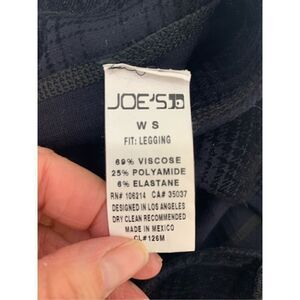 JOE'S
W S
FIT: LEGGING
69% VISCOSE
25% POLYAMIDE
6% ELASTANE
RN# 106214 CA# 35037
DESIGNED IN LOS ANGELES
DRY CLEAN RECOMMENDED
MADE IN MEXICO
CL#126M